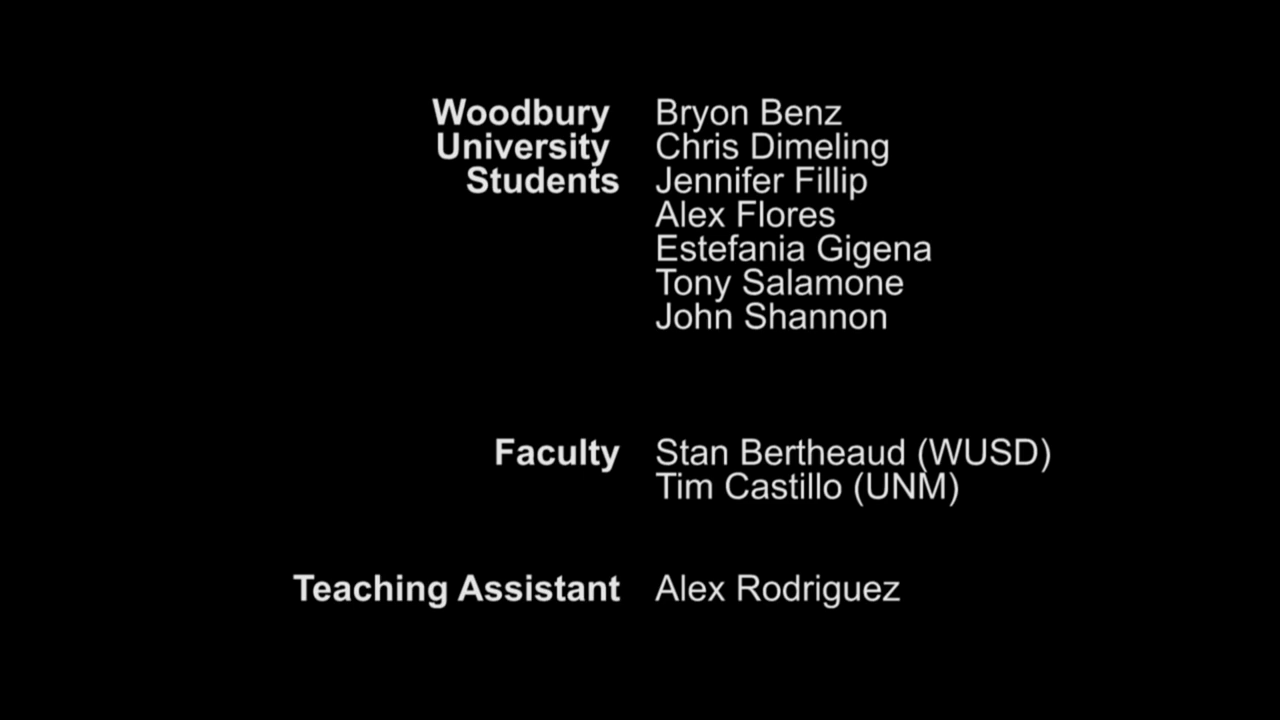 Woodbury Bryon Benz
University Chris Dimeling
Students Jennifer Fillip
Alex Flores
Estefania Gigena
Tony Salamone
John Shannon
Faculty Stan Bertheaud (WUSD)
Tim Castillo (UNM)
Teaching Assistant Alex Rodriguez